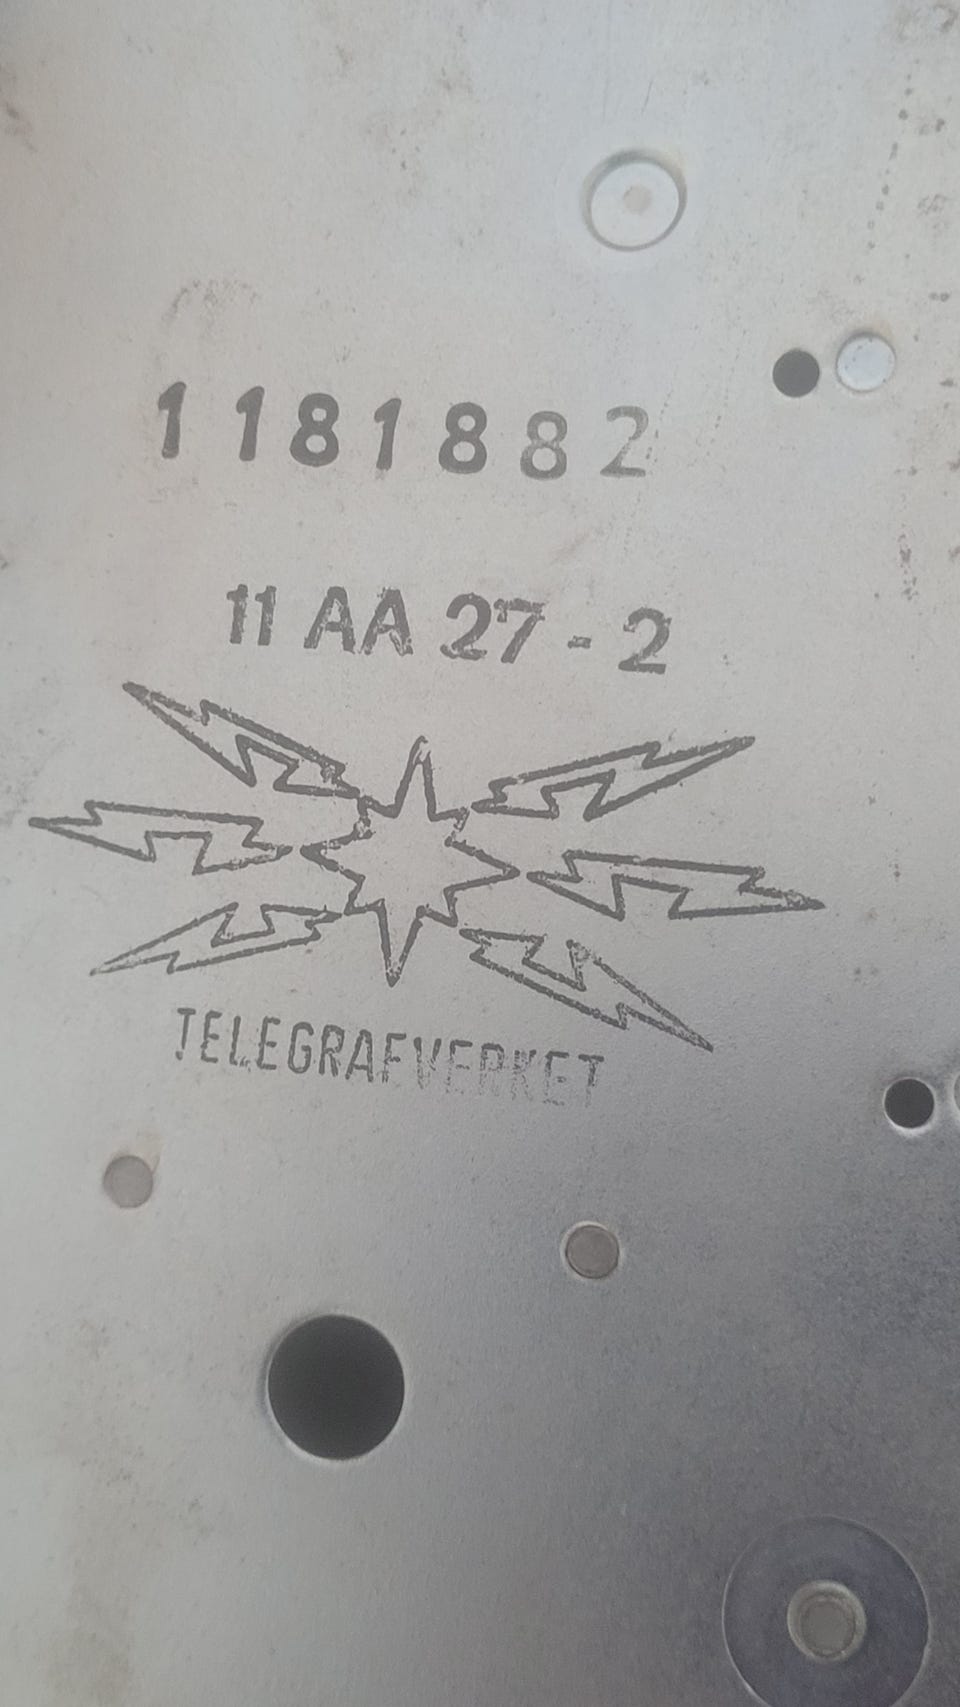 1181882
11 AA 27-2
TELEGRAFVERKET